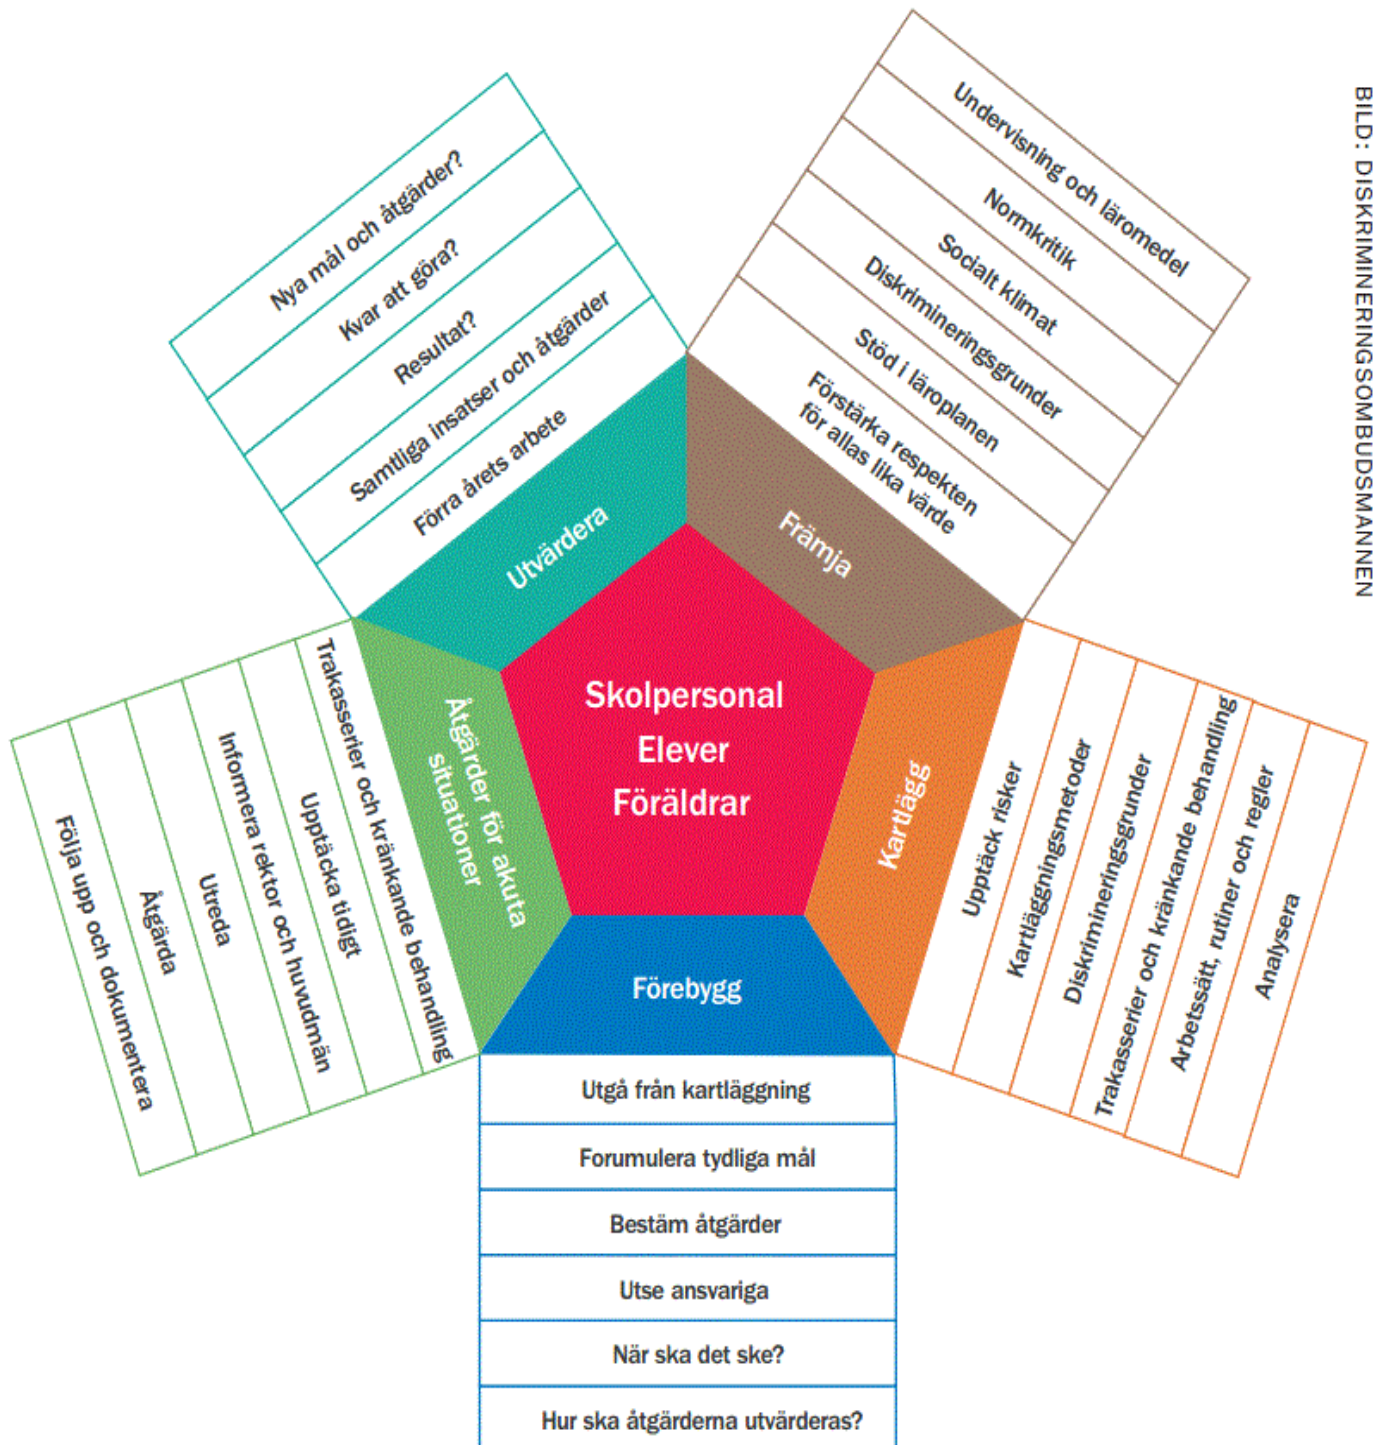 BILD: DISKRIMINERINGSOMBUDSMANNEN
Skolpersonal
Elever
Föräldrar
Främja
Förstärka respekten
för allas lika värde
Stöd i läroplanen
Diskrimineringsgrunder
Socialt klimat
Normkritik
Undervisning och läromedel
Kartlägg
Upptäck risker
Kartläggningsmetoder
Diskrimineringsgrunder
Trakasserier och kränkande behandling
Arbetssätt, rutiner och regler
Analysera
Förebygg
Utgå från kartläggning
Forumulera tydliga mål
Bestäm åtgärder
Utse ansvariga
När ska det ske?
Hur ska åtgärderna utvärderas?
Åtgärder för akuta
situationer
Trakasserier och kränkande behandling
Upptäcka tidigt
Informera rektor och huvudmän
Utreda
Åtgärda
Följa upp och dokumentera
Utvärdera
Förra årets arbete
Samtliga insatser och åtgärder
Resultat?
Kvar att göra?
Nya mål och åtgärder?